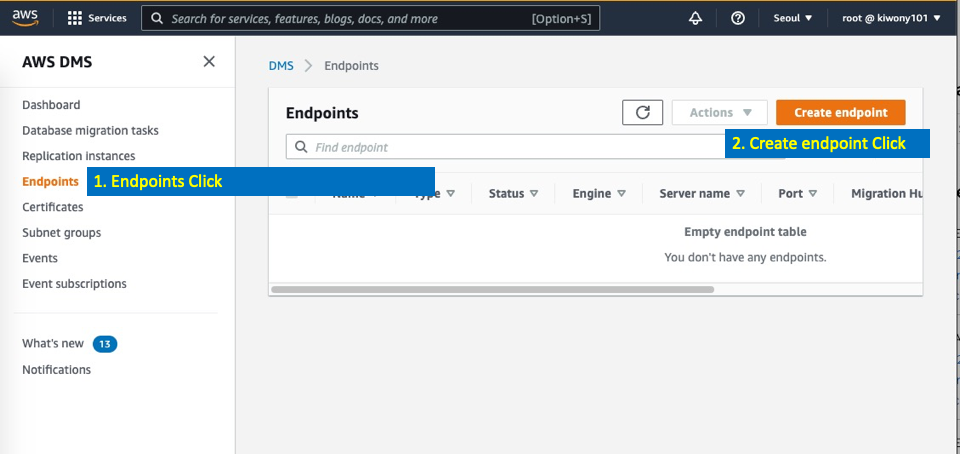 aws
Services
Search for services, features, blogs, docs, and more
[Option+S]
Seoul ▼
root @ kiwony101 ▼
AWS DMS
Dashboard
Database migration tasks
Replication instances
Endpoints
Certificates
Subnet groups
Events
Event subscriptions
What's new 13
Notifications
1. Endpoints Click
DMS > Endpoints
Endpoints
Actions ▼
Create endpoint
Find endpoint
2. Create endpoint Click
Name Type Status Engine Server name Port Migration Hu
Empty endpoint table
You don't have any endpoints.